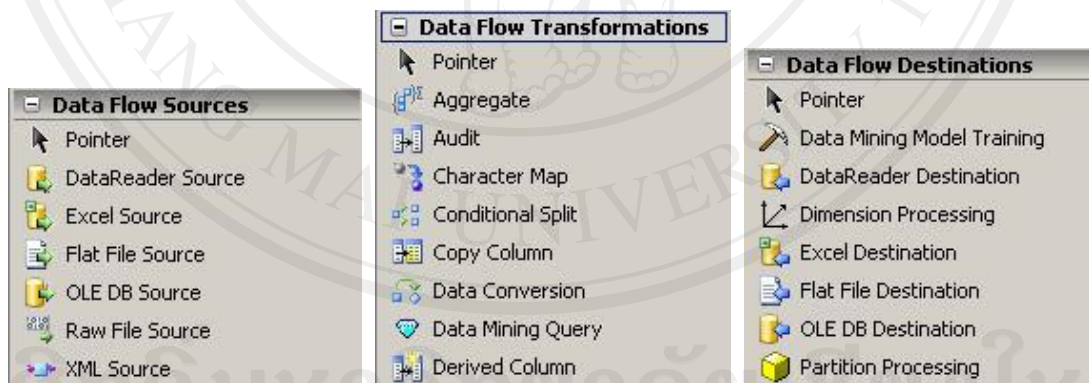 Data Flow Sources
Pointer
DataReader Source
Excel Source
Flat File Source
OLE DB Source
Raw File Source
XML Source
Data Flow Transformations
Pointer
Aggregate
Audit
Character Map
Conditional Split
Copy Column
Data Conversion
Data Mining Query
Derived Column
Data Flow Destinations
Pointer
Data Mining Model Training
DataReader Destination
Dimension Processing
Excel Destination
Flat File Destination
OLE DB Destination
Partition Processing